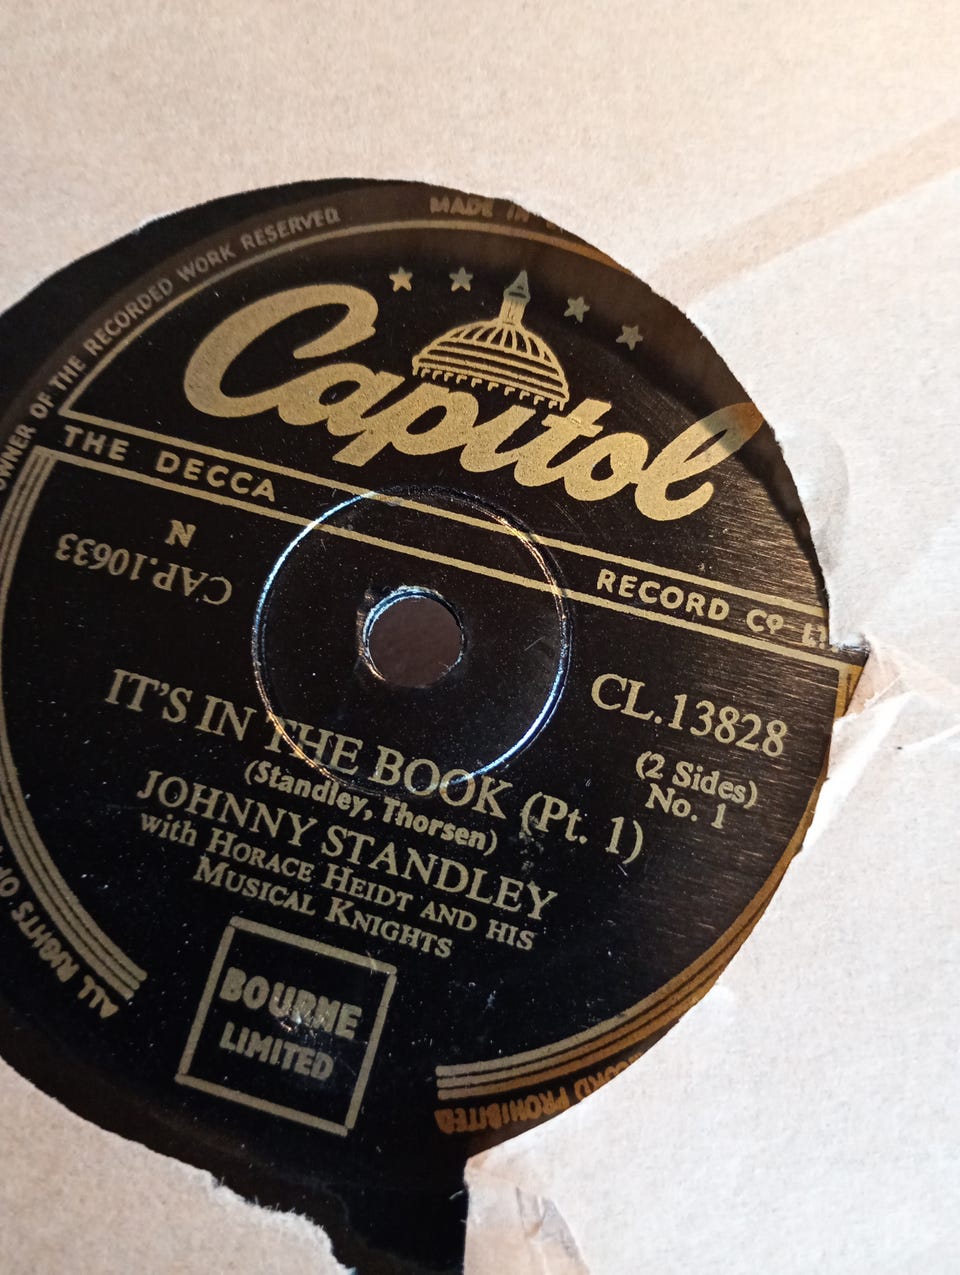 MADE IN
OWNER OF THE RECORDED WORK RESERVED
Capitol
THE DECCA RECORD Co
N
CAP.10633
CL.13828
(2 Sides)
No. 1
IT'S IN THE BOOK (Pt. 1)
(Standley, Thorsen)
JOHNNY STANDLEY
with HORACE HEIDT AND HIS
MUSICAL KNIGHTS
BOURNE
LIMITED
ALL RIGHTS OF
RECORD PROHIBITED